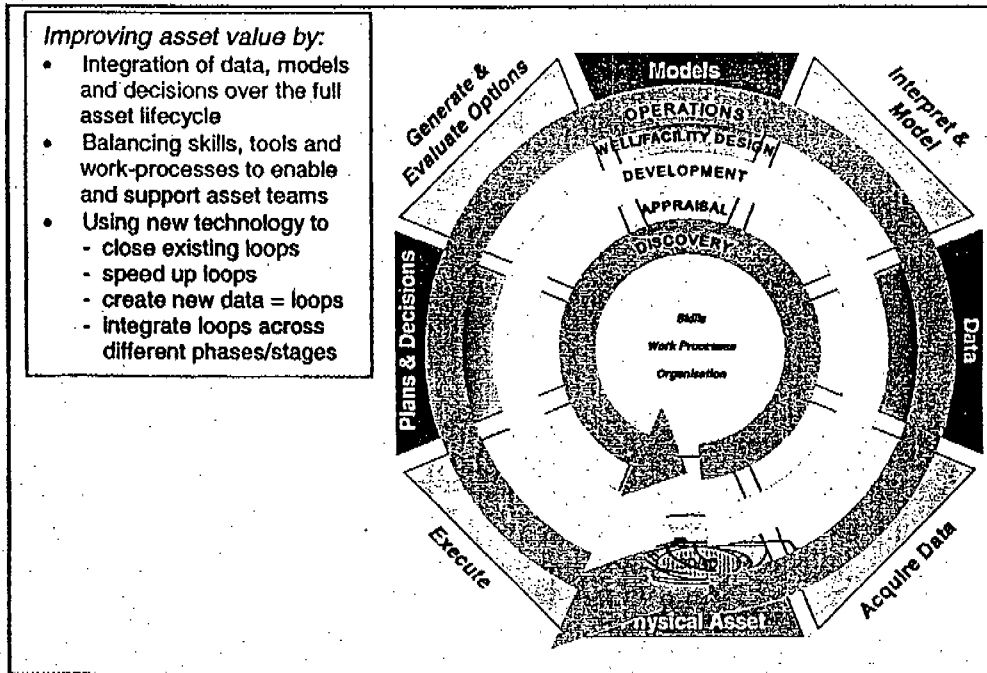 Improving asset value by:
• Integration of data, models
and decisions over the full
asset lifecycle
• Balancing skills, tools and
work-processes to enable
and support asset teams
• Using new technology to
- close existing loops
- speed up loops
- create new data = loops
- integrate loops across
different phases/stages
Generate &
Evaluate Options
Models
Interpret &
Model
OPERATIONS
WELL/FACILITY DESIGN
DEVELOPMENT
APPRAISAL
DISCOVERY
Plans & Decisions
Skills
Work Processes
Organisation
Data
Execute
Acquire Data
hysical Asset